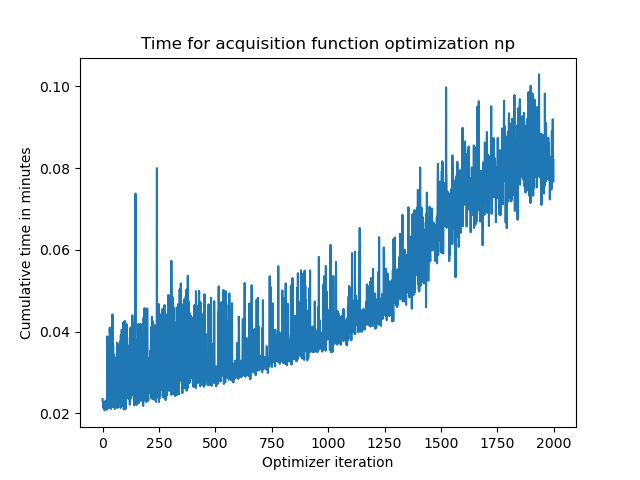 Time for acquisition function optimization np
Cumulative time in minutes
0.10
0.08
0.06
0.04
0.02
0 250 500 750 1000 1250 1500 1750 2000
Optimizer iteration